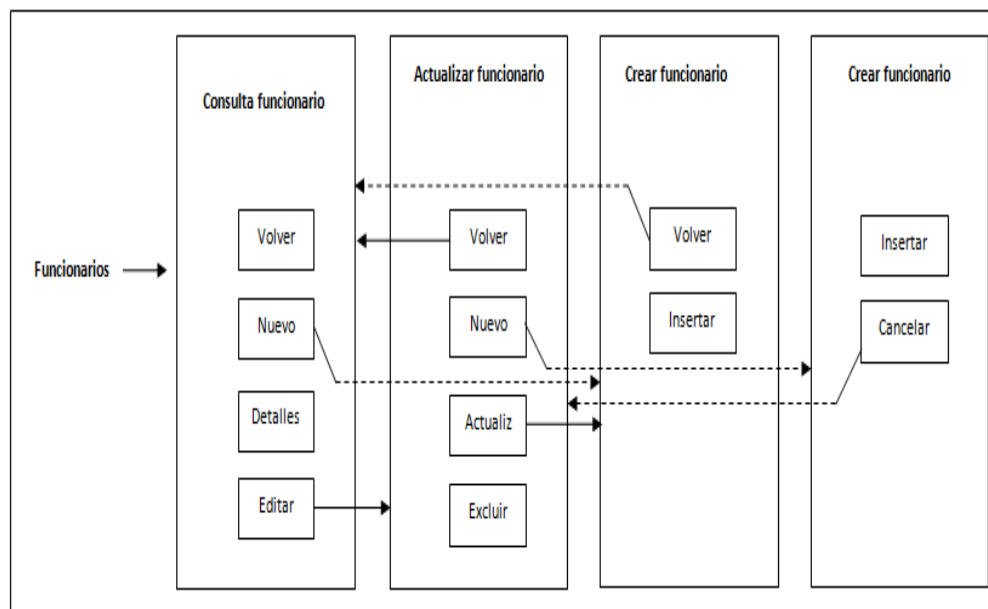 Consulta funcionario
Actualizar funcionario
Crear funcionario
Crear funcionario
Funcionarios
Volver
Nuevo
Detalles
Editar
Volver
Nuevo
Actualiz
Excluir
Volver
Insertar
Insertar
Cancelar